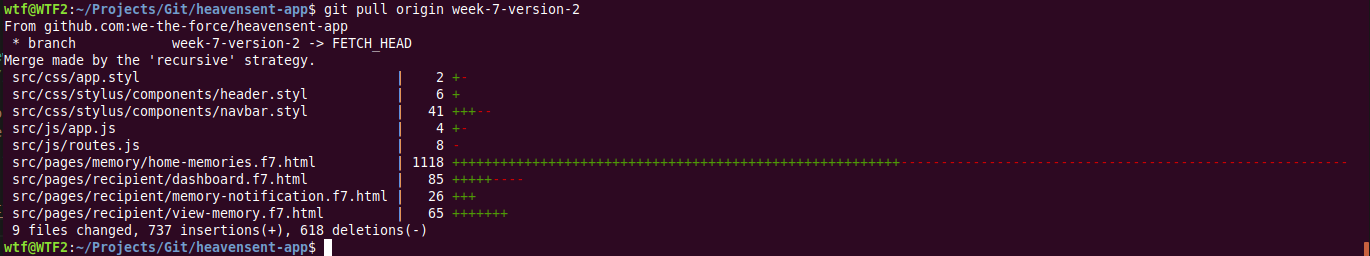 wtf@WTF2:~/Projects/Git/heavensent-app$ git pull origin week-7-version-2
From github.com:we-the-force/heavensent-app
 * branch            week-7-version-2 -> FETCH_HEAD
Merge made by the 'recursive' strategy.
 src/css/app.styl                                |    2 +-
 src/css/stylus/components/header.styl           |    6 +
 src/css/stylus/components/navbar.styl           |   41 +++--
 src/js/app.js                                   |    4 +-
 src/js/routes.js                                |    8 -
 src/pages/memory/home-memories.f7.html          | 1118 ++++++++++++++++++++++++++++++++++++++++++++++++++++++++--------------------------------------------------------
 src/pages/recipient/dashboard.f7.html           |   85 +++++----
 src/pages/recipient/memory-notification.f7.html |   26 +++
 src/pages/recipient/view-memory.f7.html         |   65 +++++++
 9 files changed, 737 insertions(+), 618 deletions(-)
wtf@WTF2:~/Projects/Git/heavensent-app$